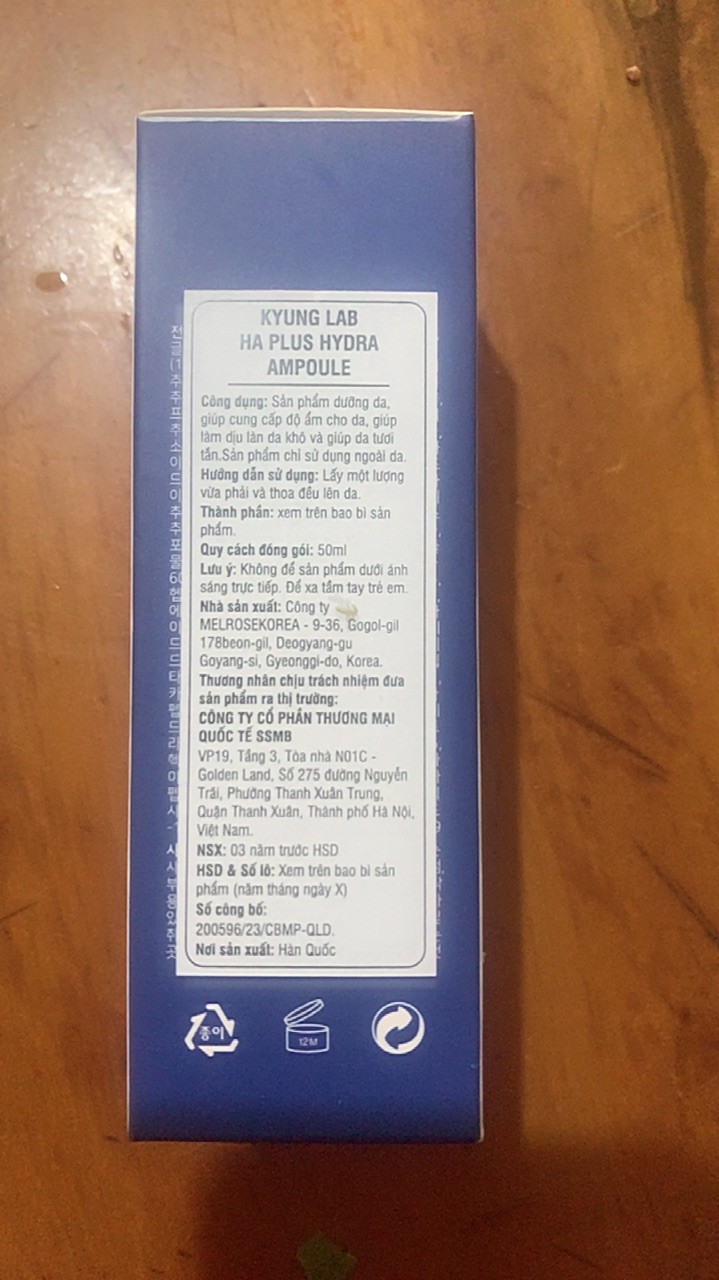 KYUNG LAB
HA PLUS HYDRA
AMPOULE
Công dụng: Sản phẩm dưỡng da,
giúp cung cấp độ ẩm cho da, giúp
làm dịu làn da khô và giúp da tươi
tắn.Sản phẩm chỉ sử dụng ngoài da.
Hướng dẫn sử dụng: Lấy một lượng
vừa phải và thoa đều lên da.
Thành phần: xem trên bao bì sản
phẩm.
Quy cách đóng gói: 50ml
Lưu ý: Không để sản phẩm dưới ánh
sáng trực tiếp. Để xa tầm tay trẻ em.
Nhà sản xuất: Công ty
MELROSEKOREA - 9-36, Gogol-gil
178beon-gil, Deogyang-gu
Goyang-si, Gyeonggi-do, Korea.
Thương nhân chịu trách nhiệm đưa
sản phẩm ra thị trường:
CÔNG TY CỔ PHẦN THƯƠNG MẠI
QUỐC TẾ SSMB
VP19, Tầng 3, Tòa nhà N01C -
Golden Land, Số 275 đường Nguyễn
Trãi, Phường Thanh Xuân Trung,
Quận Thanh Xuân, Thành phố Hà Nội,
Việt Nam.
NSX: 03 năm trước HSD
HSD & Số lô: Xem trên bao bì sản
phẩm (năm tháng ngày X)
Số công bố:
200596/23/CBMP-QLD.
Nơi sản xuất: Hàn Quốc
종이
12M